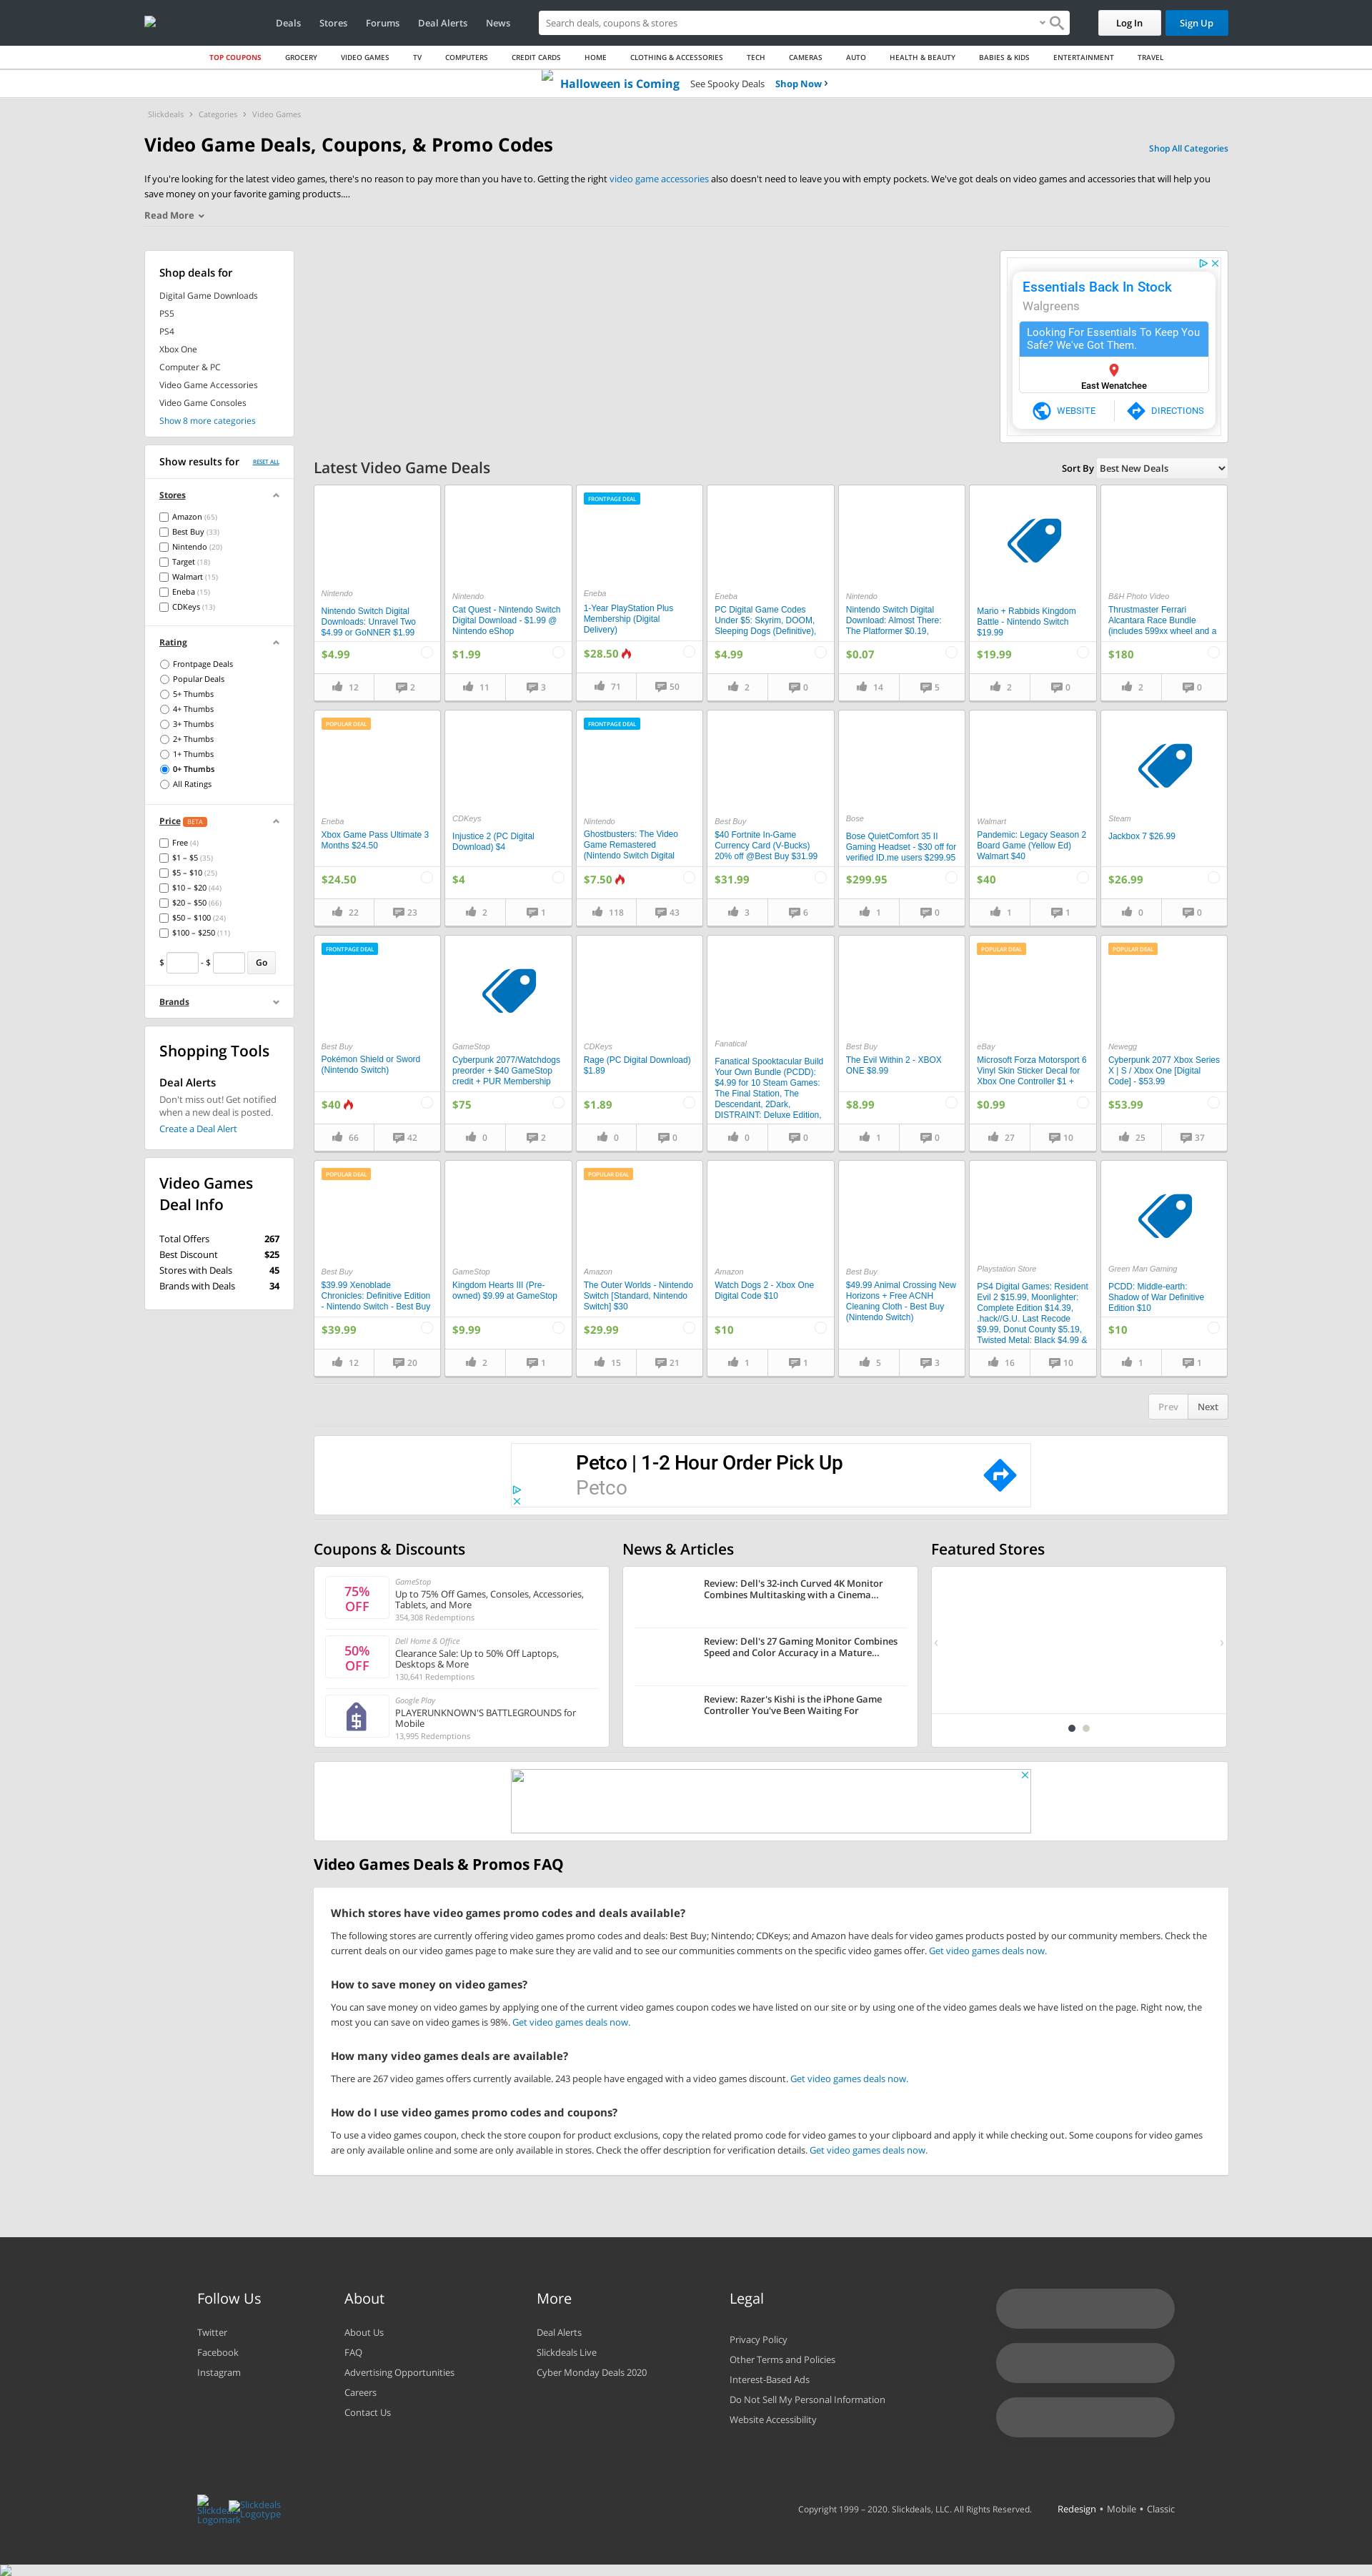 Deals
Stores
Forums
Deal Alerts
News
Search deals, coupons & stores
Log In
Sign Up
TOP COUPONS
GROCERY
VIDEO GAMES
TV
COMPUTERS
CREDIT CARDS
HOME
CLOTHING & ACCESSORIES
TECH
CAMERAS
AUTO
HEALTH & BEAUTY
BABIES & KIDS
ENTERTAINMENT
TRAVEL
Halloween is Coming
See Spooky Deals
Shop Now
Slickdeals > Categories > Video Games
Video Game Deals, Coupons, & Promo Codes
Shop All Categories
If you're looking for the latest video games, there's no reason to pay more than you have to. Getting the right video game accessories also doesn't need to leave you with empty pockets. We've got deals on video games and accessories that will help you
save money on your favorite gaming products....
Read More
Shop deals for
Digital Game Downloads
PS5
PS4
Xbox One
Computer & PC
Video Game Accessories
Video Game Consoles
Show 8 more categories
Show results for
RESET ALL
Stores
Amazon (65)
Best Buy (33)
Nintendo (20)
Target (18)
Walmart (15)
Eneba (15)
CDKeys (13)
Rating
Frontpage Deals
Popular Deals
5+ Thumbs
4+ Thumbs
3+ Thumbs
2+ Thumbs
1+ Thumbs
0+ Thumbs
All Ratings
Price BETA
Free (4)
$1 – $5 (35)
$5 – $10 (25)
$10 – $20 (44)
$20 – $50 (66)
$50 – $100 (24)
$100 – $250 (11)
$ - $ Go
Brands
Shopping Tools
Deal Alerts
Don't miss out! Get notified
when a new deal is posted.
Create a Deal Alert
Video Games
Deal Info
Total Offers 267
Best Discount $25
Stores with Deals 45
Brands with Deals 34
Essentials Back In Stock
Walgreens
Looking For Essentials To Keep You
Safe? We've Got Them.
East Wenatchee
WEBSITE
DIRECTIONS
Latest Video Game Deals
Sort By Best New Deals
Nintendo
Nintendo Switch Digital
Downloads: Unravel Two
$4.99 or GoNNER $1.99
$4.99
12
2
Nintendo
Cat Quest - Nintendo Switch
Digital Download - $1.99 @
Nintendo eShop
$1.99
11
3
FRONTPAGE DEAL
Eneba
1-Year PlayStation Plus
Membership (Digital
Delivery)
$28.50
71
50
Eneba
PC Digital Game Codes
Under $5: Skyrim, DOOM,
Sleeping Dogs (Definitive),
$4.99
2
0
Nintendo
Nintendo Switch Digital
Download: Almost There:
The Platformer $0.19,
$0.07
14
5
Mario + Rabbids Kingdom
Battle - Nintendo Switch
$19.99
$19.99
2
0
B&H Photo Video
Thrustmaster Ferrari
Alcantara Race Bundle
(includes 599xx wheel and a
$180
2
0
POPULAR DEAL
Eneba
Xbox Game Pass Ultimate 3
Months $24.50
$24.50
22
23
CDKeys
Injustice 2 (PC Digital
Download) $4
$4
2
1
FRONTPAGE DEAL
Nintendo
Ghostbusters: The Video
Game Remastered
(Nintendo Switch Digital
$7.50
118
43
Best Buy
$40 Fortnite In-Game
Currency Card (V-Bucks)
20% off @Best Buy $31.99
$31.99
3
6
Bose
Bose QuietComfort 35 II
Gaming Headset - $30 off for
verified ID.me users $299.95
$299.95
1
0
Walmart
Pandemic: Legacy Season 2
Board Game (Yellow Ed)
Walmart $40
$40
1
1
Steam
Jackbox 7 $26.99
$26.99
0
0
FRONTPAGE DEAL
Best Buy
Pokémon Shield or Sword
(Nintendo Switch)
$40
66
42
GameStop
Cyberpunk 2077/Watchdogs
preorder + $40 GameStop
credit + PUR Membership
$75
0
2
CDKeys
Rage (PC Digital Download)
$1.89
$1.89
0
0
Fanatical
Fanatical Spooktacular Build
Your Own Bundle (PCDD):
$4.99 for 10 Steam Games:
The Final Station, The
Descendant, 2Dark,
DISTRAINT: Deluxe Edition,
0
0
Best Buy
The Evil Within 2 - XBOX
ONE $8.99
$8.99
1
0
POPULAR DEAL
eBay
Microsoft Forza Motorsport 6
Vinyl Skin Sticker Decal for
Xbox One Controller $1 +
$0.99
27
10
POPULAR DEAL
Newegg
Cyberpunk 2077 Xbox Series
X | S / Xbox One [Digital
Code] - $53.99
$53.99
25
37
POPULAR DEAL
Best Buy
$39.99 Xenoblade
Chronicles: Definitive Edition
- Nintendo Switch - Best Buy
$39.99
12
20
GameStop
Kingdom Hearts III (Pre-
owned) $9.99 at GameStop
$9.99
2
1
POPULAR DEAL
Amazon
The Outer Worlds - Nintendo
Switch [Standard, Nintendo
Switch] $30
$29.99
15
21
Amazon
Watch Dogs 2 - Xbox One
Digital Code $10
$10
1
1
Best Buy
$49.99 Animal Crossing New
Horizons + Free ACNH
Cleaning Cloth - Best Buy
(Nintendo Switch)
5
3
Playstation Store
PS4 Digital Games: Resident
Evil 2 $15.99, Moonlighter:
Complete Edition $14.39,
.hack//G.U. Last Recode
$9.99, Donut County $5.19,
Twisted Metal: Black $4.99 &
16
10
Green Man Gaming
PCDD: Middle-earth:
Shadow of War Definitive
Edition $10
$10
1
1
Prev
Next
Petco | 1-2 Hour Order Pick Up
Petco
Coupons & Discounts
75%
OFF
GameStop
Up to 75% Off Games, Consoles, Accessories,
Tablets, and More
354,308 Redemptions
50%
OFF
Dell Home & Office
Clearance Sale: Up to 50% Off Laptops,
Desktops & More
130,641 Redemptions
Google Play
PLAYERUNKNOWN'S BATTLEGROUNDS for
Mobile
13,995 Redemptions
News & Articles
Review: Dell's 32-inch Curved 4K Monitor
Combines Multitasking with a Cinema...
Review: Dell's 27 Gaming Monitor Combines
Speed and Color Accuracy in a Mature...
Review: Razer's Kishi is the iPhone Game
Controller You've Been Waiting For
Featured Stores
Video Games Deals & Promos FAQ
Which stores have video games promo codes and deals available?
The following stores are currently offering video games promo codes and deals: Best Buy; Nintendo; CDKeys; and Amazon have deals for video games products posted by our community members. Check the
current deals on our video games page to make sure they are valid and to see our communities comments on the specific video games offer. Get video games deals now.
How to save money on video games?
You can save money on video games by applying one of the current video games coupon codes we have listed on our site or by using one of the video games deals we have listed on the page. Right now, the
most you can save on video games is 98%. Get video games deals now.
How many video games deals are available?
There are 267 video games offers currently available. 243 people have engaged with a video games discount. Get video games deals now.
How do I use video games promo codes and coupons?
To use a video games coupon, check the store coupon for product exclusions, copy the related promo code for video games to your clipboard and apply it while checking out. Some coupons for video games
are only available online and some are only available in stores. Check the offer description for verification details. Get video games deals now.
Follow Us
Twitter
Facebook
Instagram
About
About Us
FAQ
Advertising Opportunities
Careers
Contact Us
More
Deal Alerts
Slickdeals Live
Cyber Monday Deals 2020
Legal
Privacy Policy
Other Terms and Policies
Interest-Based Ads
Do Not Sell My Personal Information
Website Accessibility
Slickdeals
Logomark
Slickdeals
Logotype
Copyright 1999 – 2020. Slickdeals, LLC. All Rights Reserved.
Redesign • Mobile • Classic